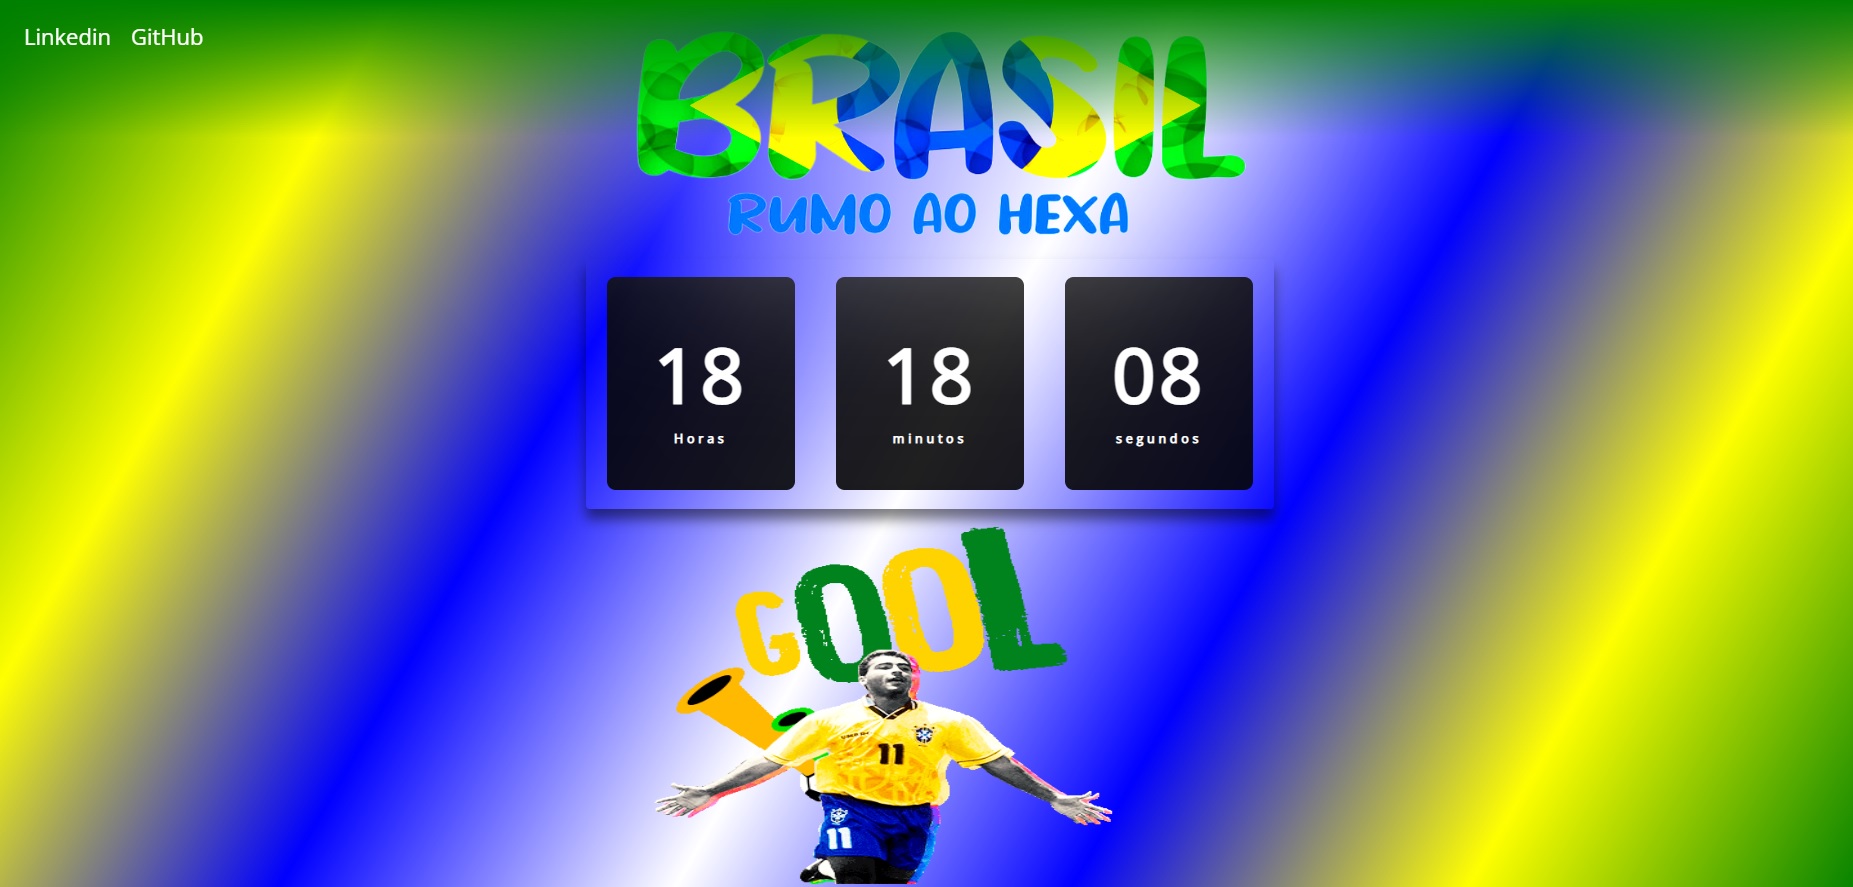 Linkedin GitHub
BRASIL
RUMO AO HEXA
18 18 08
Horas minutos segundos
GOOL
11
11